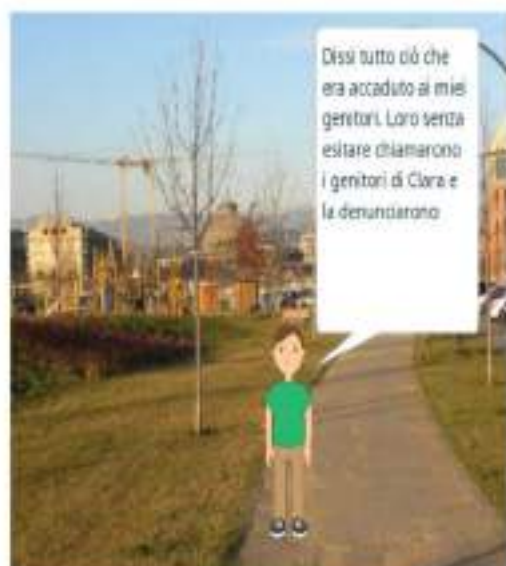 Dissi tutto ciò che
era accaduto ai miei
genitori. Loro senza
esitare chiamarono
i genitori di Clara e
la denunciarono